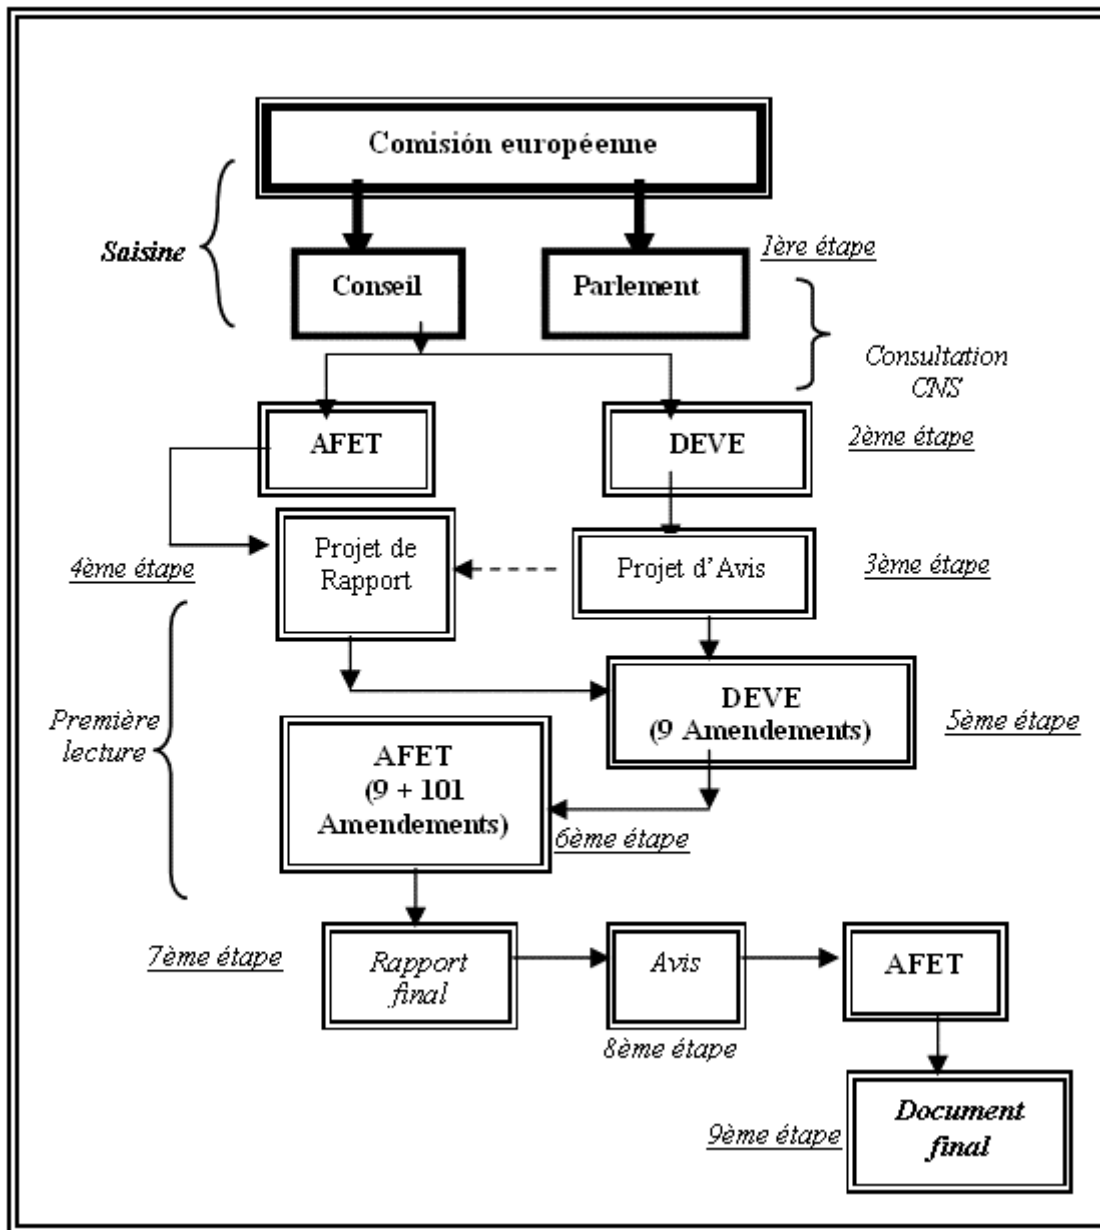 Comisión européenne
Saisine
1ère étape
Conseil
Parlement
Consultation
CNS
AFET
DEVE
2ème étape
Projet de
Rapport
Projet d'Avis
3ème étape
4ème étape
Première
lecture
DEVE
(9 Amendements)
5ème étape
AFET
(9 + 101
Amendements)
6ème étape
7ème étape
Rapport
final
Avis
AFET
8ème étape
Document
final
9ème étape